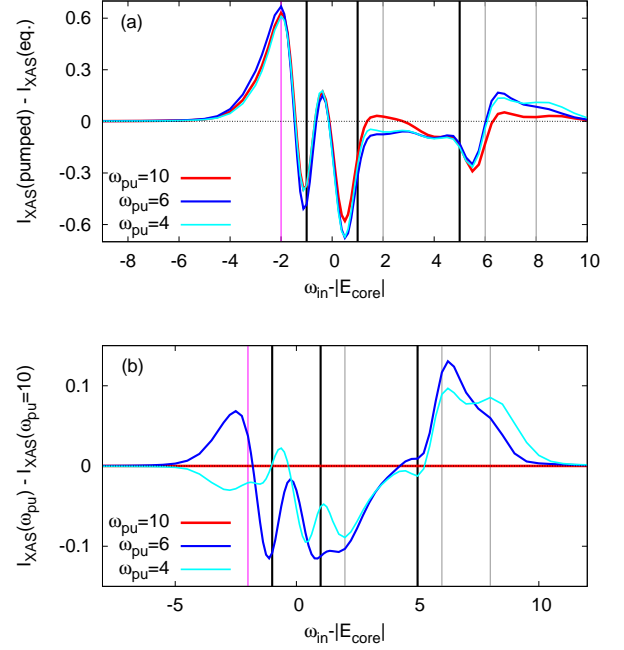 (a)
I_XAS(pumped) - I_XAS(eq.)
0.6
0.3
0
-0.3
-0.6
ω_pu=10
ω_pu=6
ω_pu=4
-8 -6 -4 -2 0 2 4 6 8 10
ω_in-|E_core|
(b)
I_XAS(ω_pu) - I_XAS(ω_pu=10)
0.1
0
-0.1
ω_pu=10
ω_pu=6
ω_pu=4
-5 0 5 10
ω_in-|E_core|